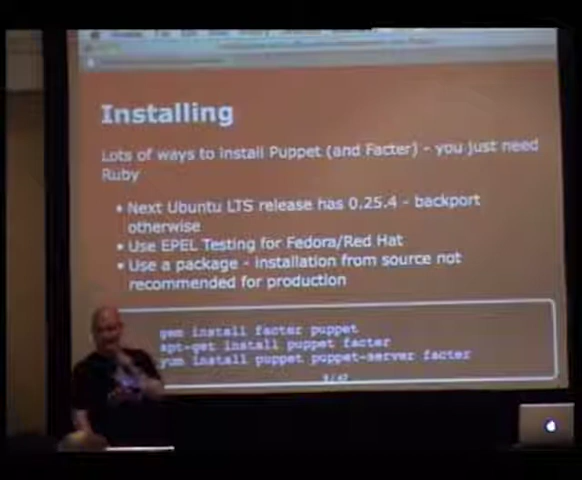 Installing
Lots of ways to install Puppet (and Facter) - you just need
Ruby
• Next Ubuntu LTS release has 0.25.4 - backport
otherwise
• Use EPEL Testing for Fedora/Red Hat
• Use a package - installation from source not
recommended for production
gem install facter puppet
apt-get install puppet facter
yum install puppet puppet-server facter